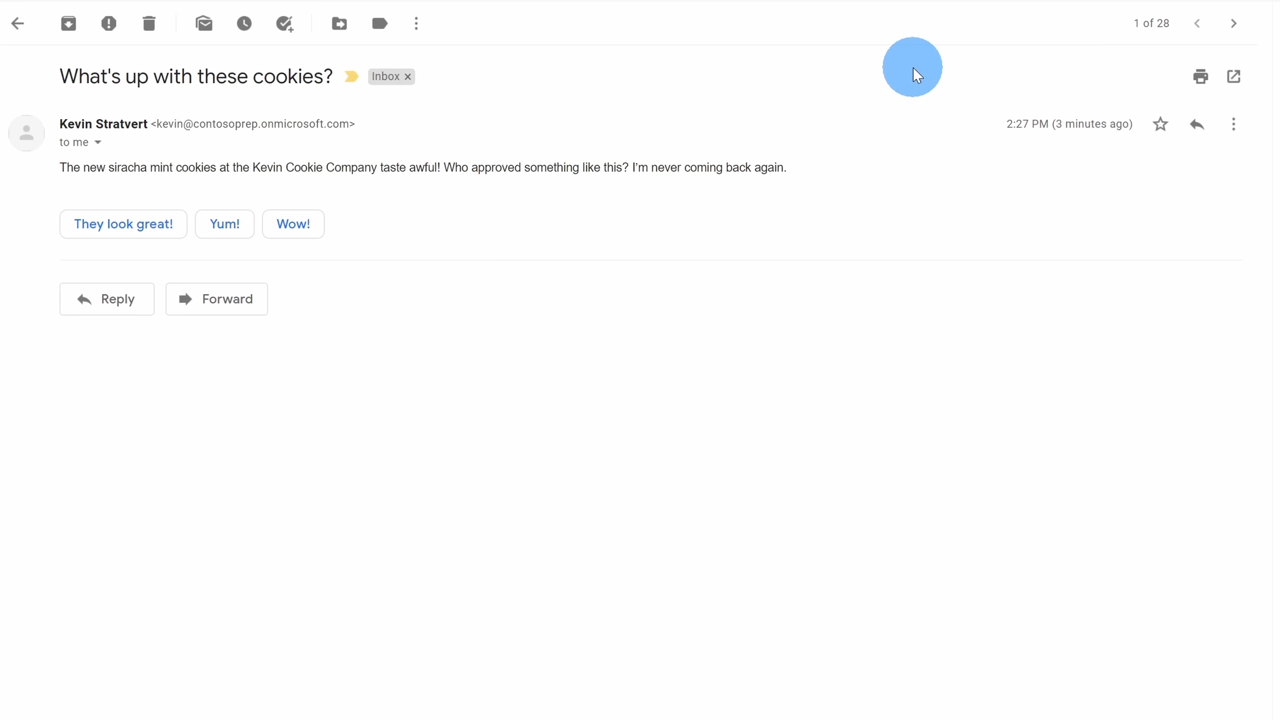 1 of 28
What's up with these cookies? Inbox ×
Kevin Stratvert <kevin@contosoprep.onmicrosoft.com> 2:27 PM (3 minutes ago)
to me
The new siracha mint cookies at the Kevin Cookie Company taste awful! Who approved something like this? I'm never coming back again.
They look great! Yum! Wow!
Reply Forward